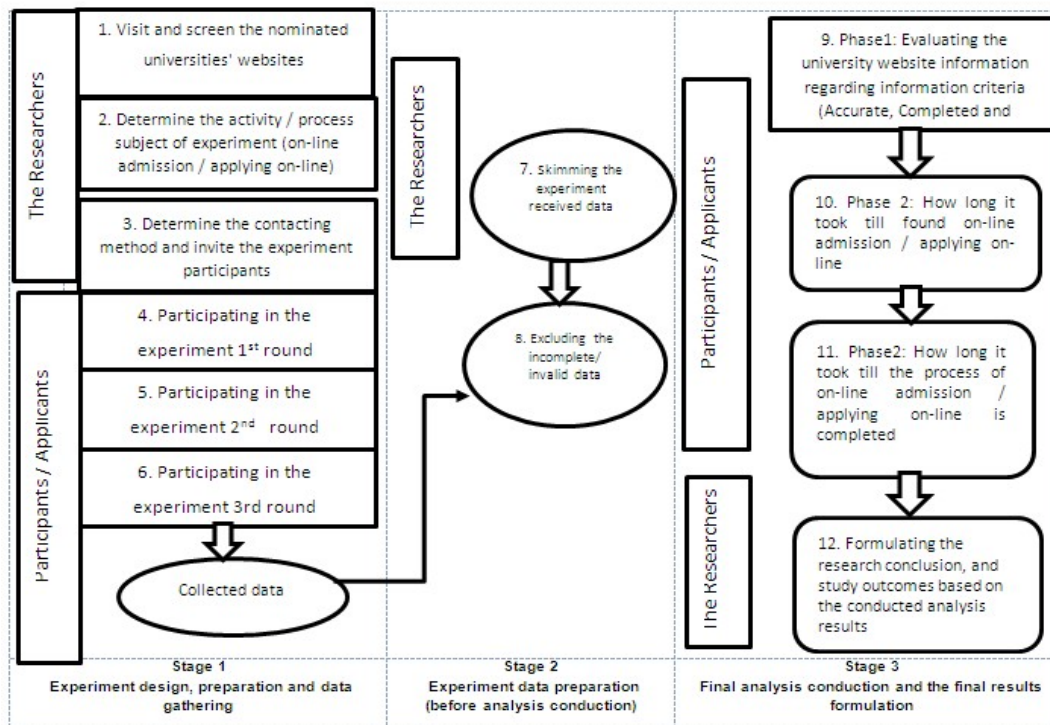 The Researchers
1. Visit and screen the nominated
universities' websites
2. Determine the activity / process
subject of experiment (on-line
admission / applying on-line)
3. Determine the contacting
method and invite the experiment
participants
Participants / Applicants
4. Participating in the
experiment 1st round
5. Participating in the
experiment 2nd round
6. Participating in the
experiment 3rd round
Collected data
Stage 1
Experiment design, preparation and data
gathering
The Researchers
7. Skimming the
experiment
received data
8. Excluding the
incomplete/
invalid data
Stage 2
Experiment data preparation
(before analysis conduction)
Participants / Applicants
9. Phase1: Evaluating the
university website information
regarding information criteria
(Accurate, Completed and
10. Phase 2: How long it
took till found on-line
admission / applying on-
line
11. Phase2: How long it
took till the process of
on-line admission /
applying on-line is
completed
The Researchers
12. Formulating the
research conclusion, and
study outcomes based on
the conducted analysis
results
Stage 3
Final analysis conduction and the final results
formulation